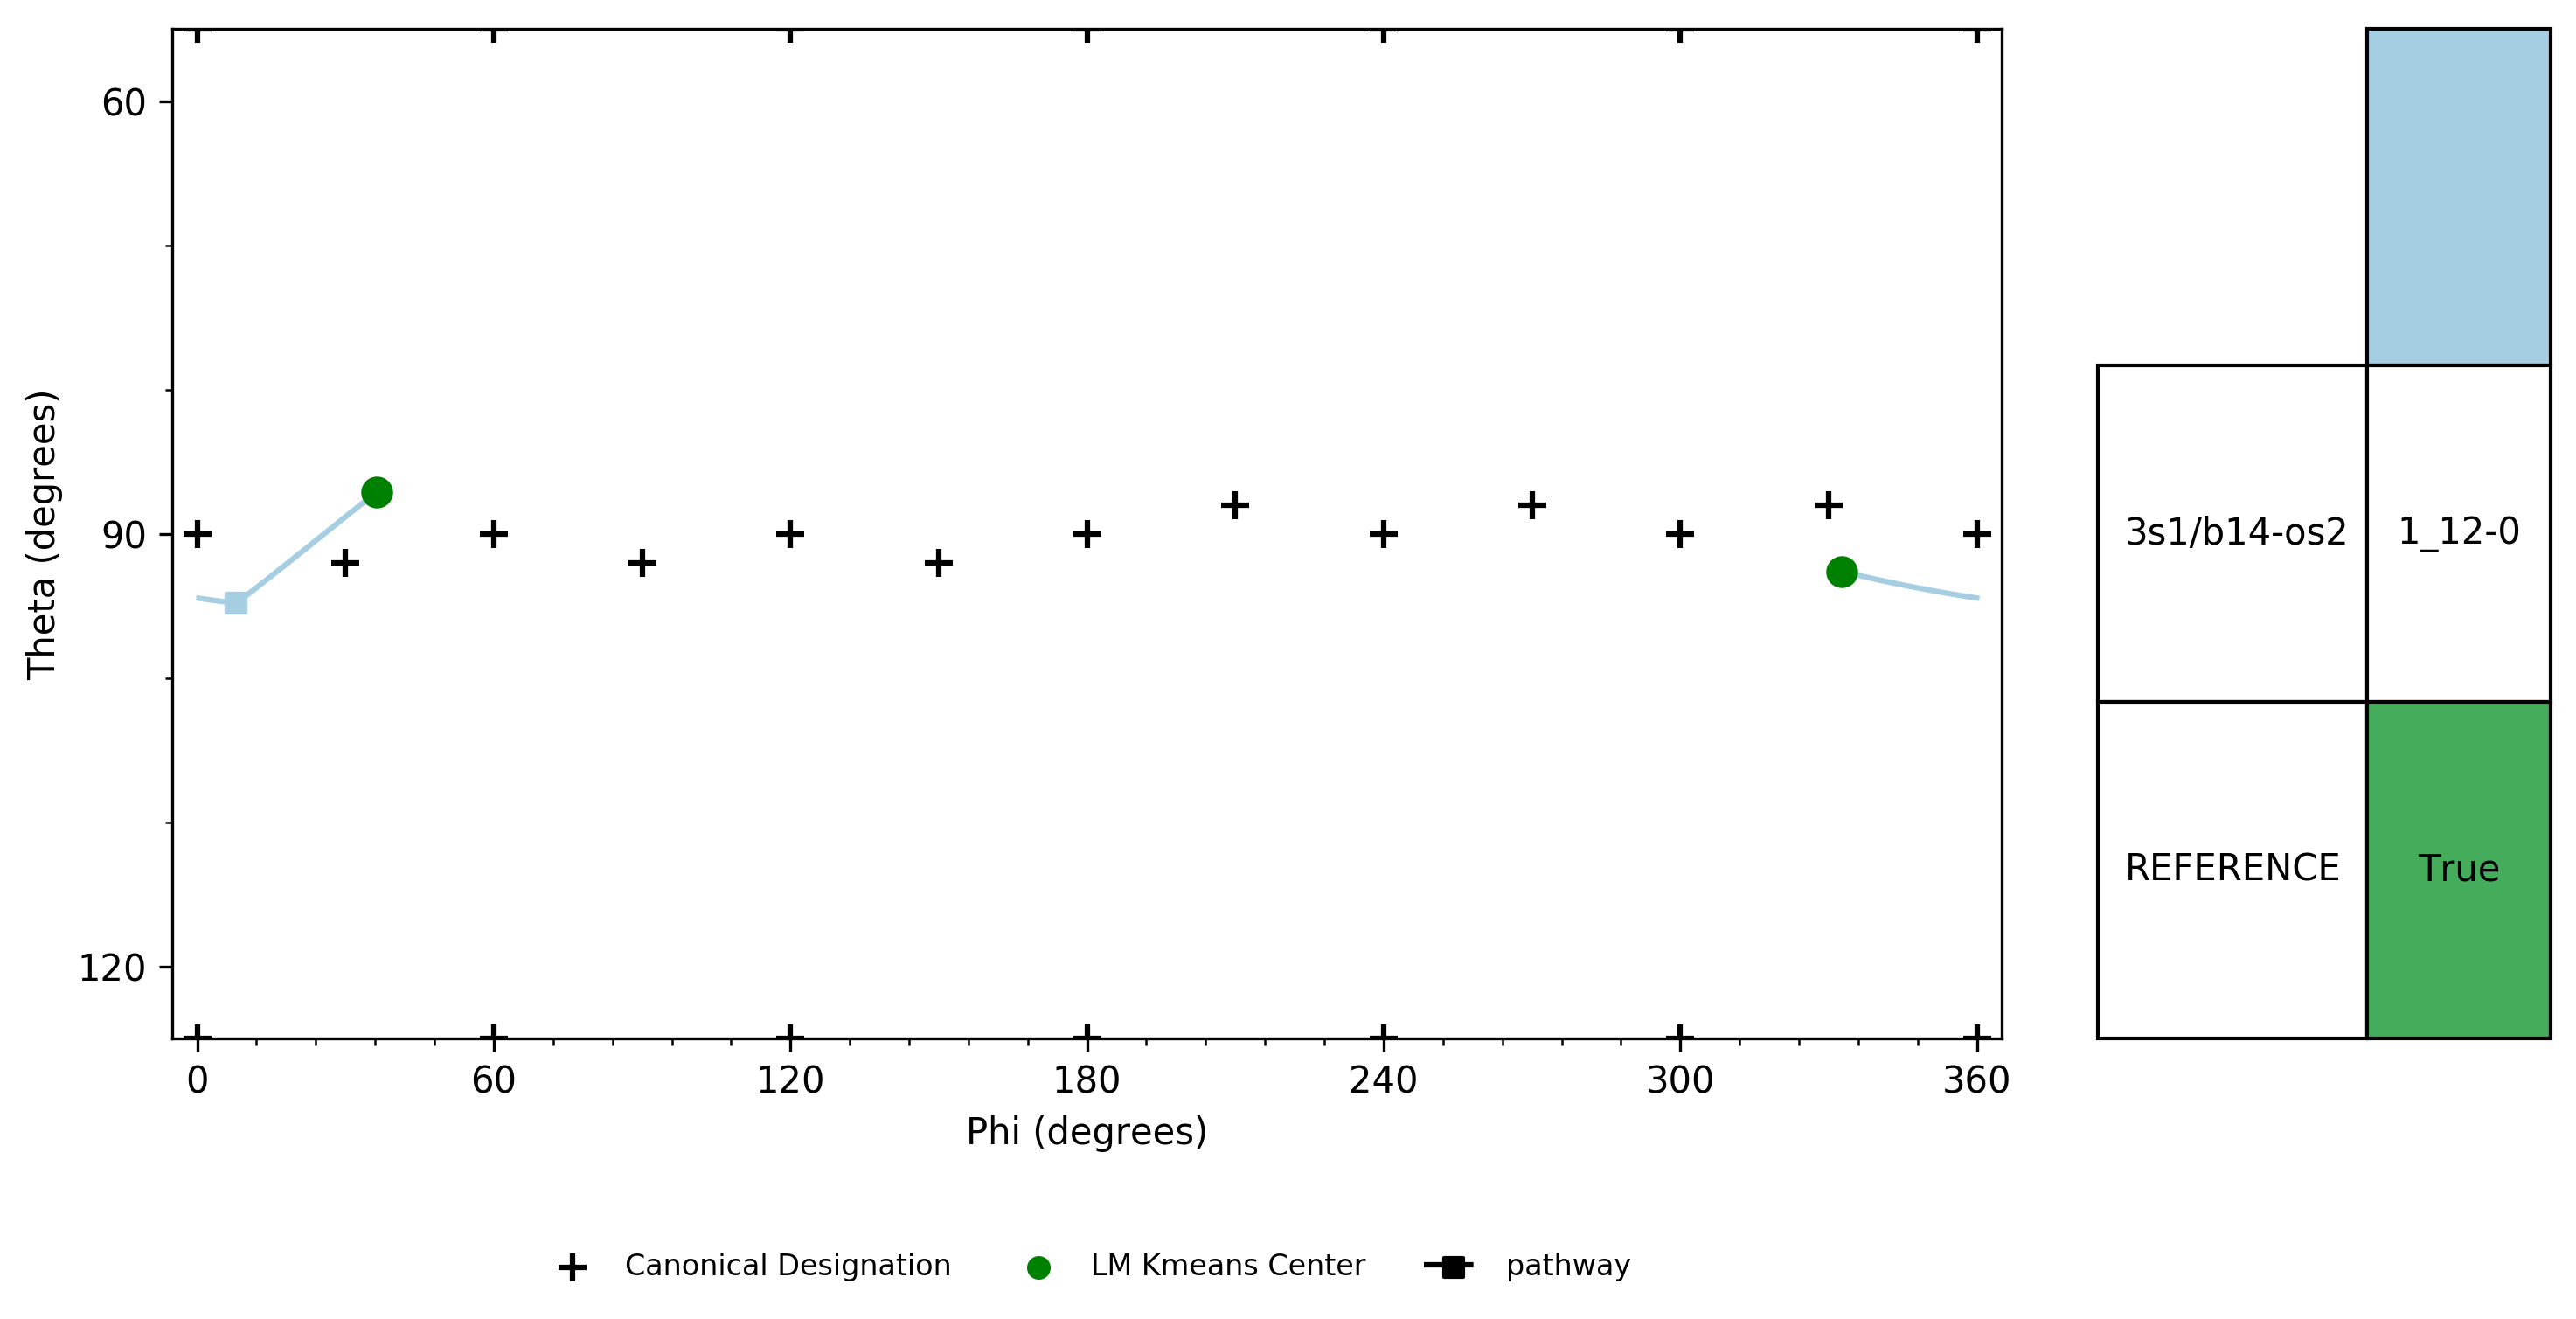 60
90
120
Theta (degrees)
0 60 120 180 240 300 360
Phi (degrees)
Canonical Designation LM Kmeans Center pathway
3s1/b14-os2 1_12-0
REFERENCE True